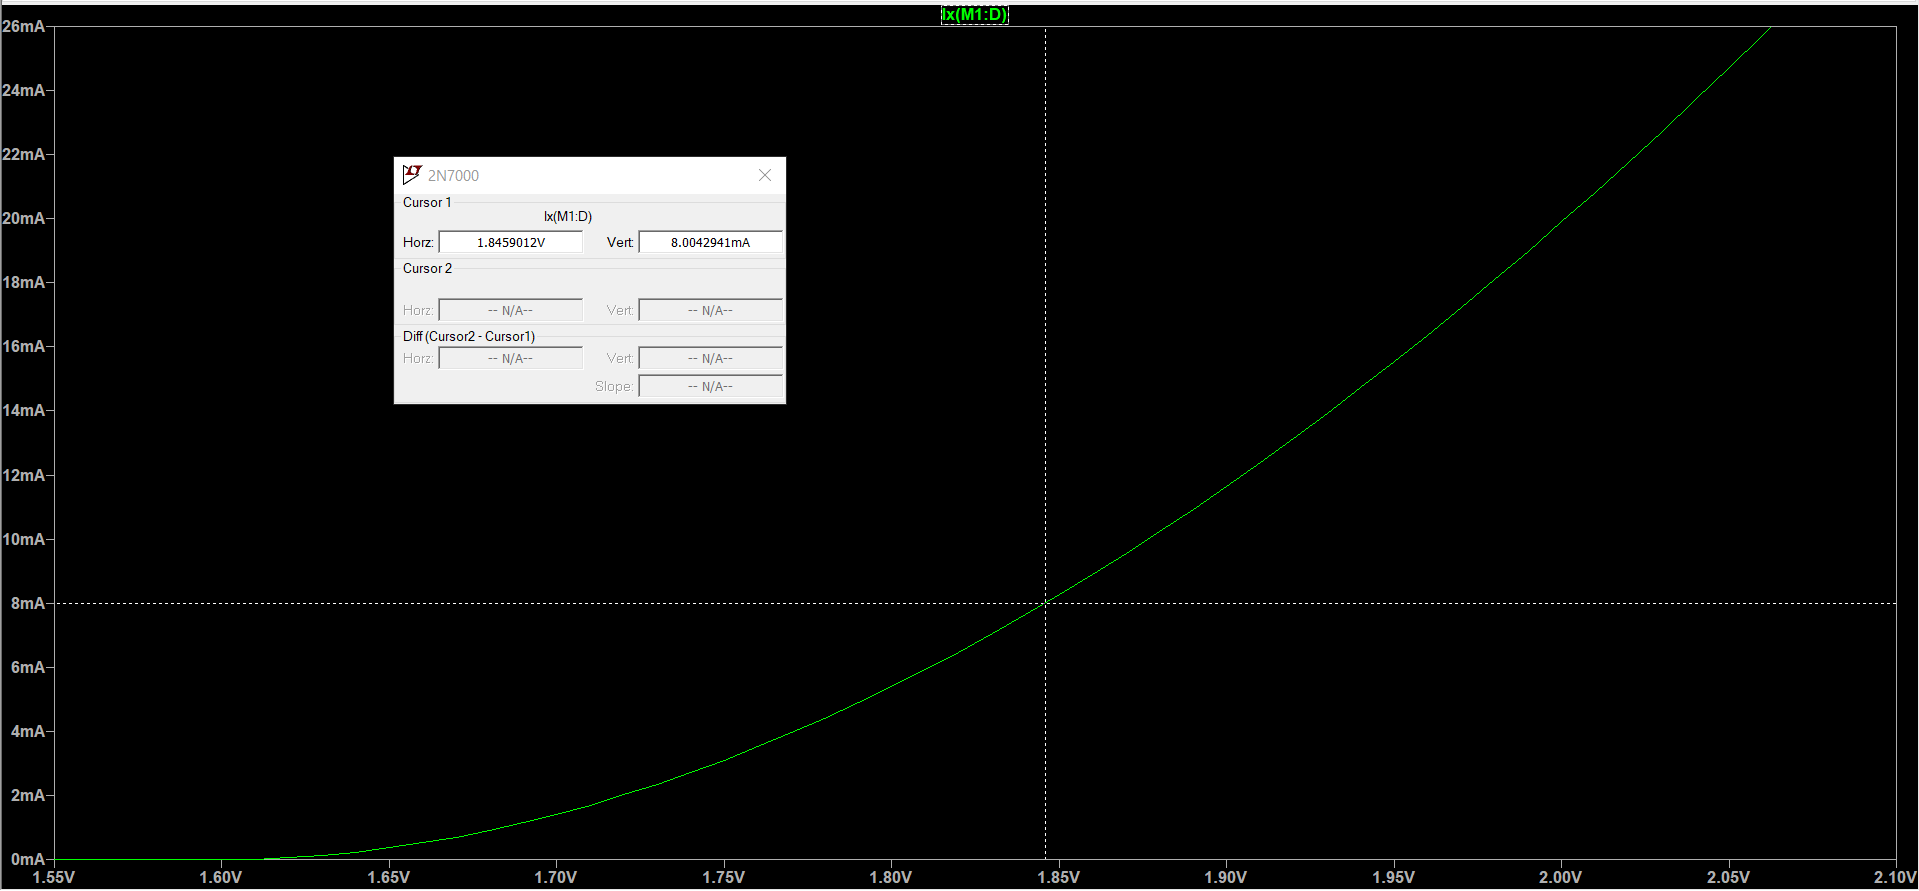 Ix(M1:D)
26mA
24mA
22mA
20mA
18mA
16mA
14mA
12mA
10mA
8mA
6mA
4mA
2mA
0mA
2N7000
Cursor 1
Ix(M1:D)
Horz: 1.8459012V Vert: 8.0042941mA
Cursor 2
Horz: -- N/A-- Vert: -- N/A--
Diff (Cursor2 - Cursor1)
Horz: -- N/A-- Vert: -- N/A--
Slope: -- N/A--
1.55V 1.60V 1.65V 1.70V 1.75V 1.80V 1.85V 1.90V 1.95V 2.00V 2.05V 2.10V